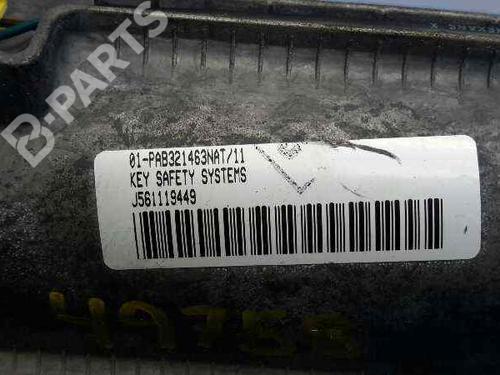 B-PARTS
01-PAB321463NAT/11
KEY SAFETY SYSTEMS
J561119449